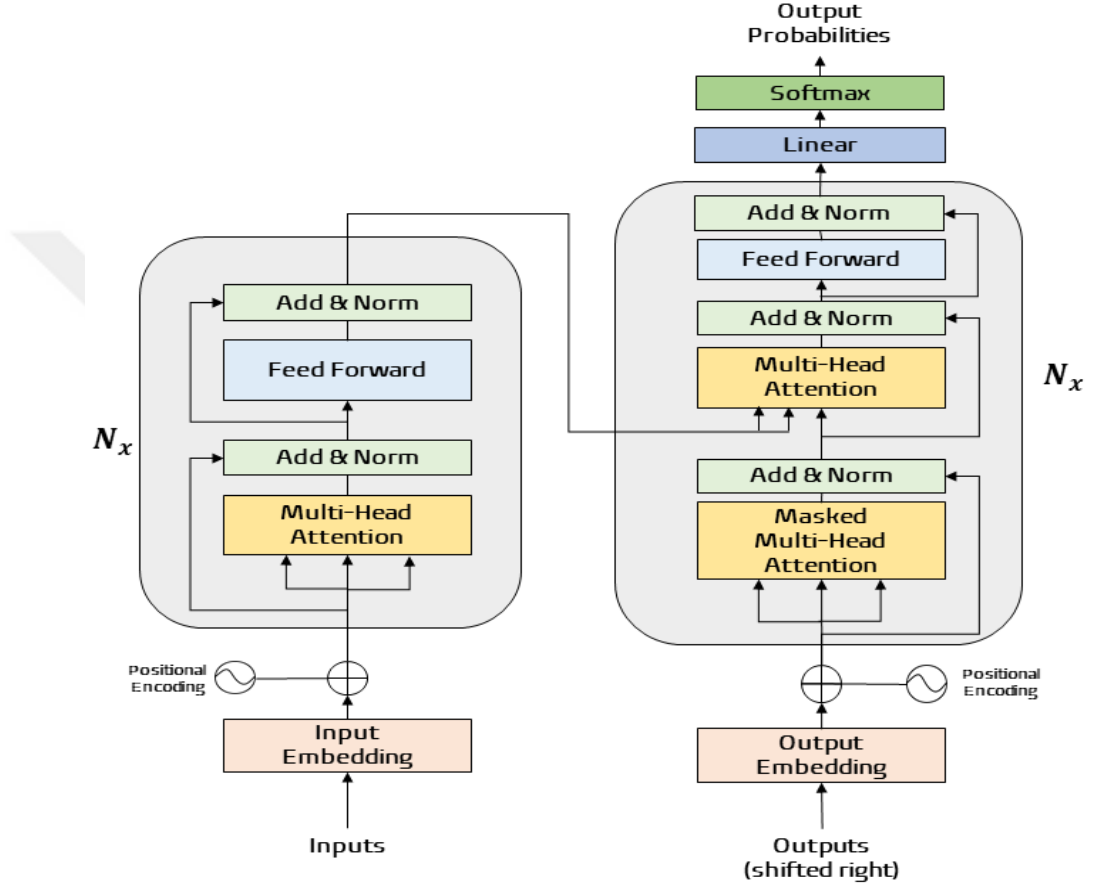 Output
Probabilities
Softmax
Linear
Add & Norm
Feed Forward
Add & Norm
Multi-Head
Attention
Nx
Add & Norm
Masked
Multi-Head
Attention
Positional
Encoding
Output
Embedding
Outputs
(shifted right)
Add & Norm
Feed Forward
Nx
Add & Norm
Multi-Head
Attention
Positional
Encoding
Input
Embedding
Inputs